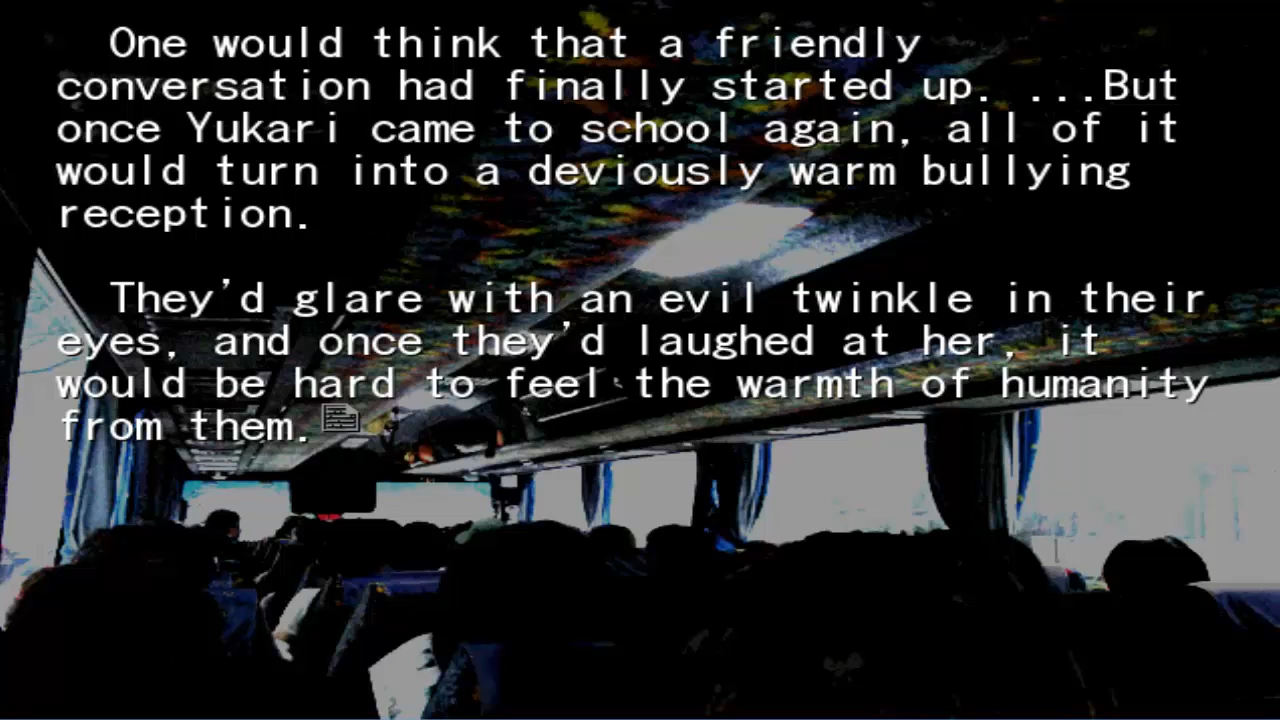 One would think that a friendly
conversation had finally started up. ...But
once Yukari came to school again, all of it
would turn into a deviously warm bullying
reception.
They'd glare with an evil twinkle in their
eyes, and once they'd laughed at her, it
would be hard to feel the warmth of humanity
from them.